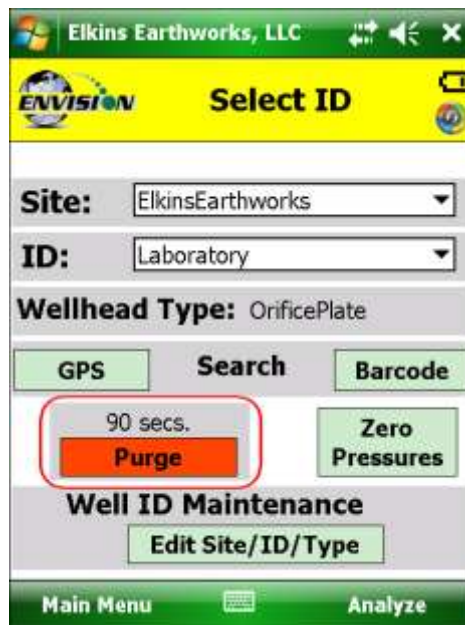 Elkins Earthworks, LLC
ENVISION
Select ID
Site: ElkinsEarthworks
ID: Laboratory
Wellhead Type: OrificePlate
GPS Search Barcode
90 secs.
Purge
Zero
Pressures
Well ID Maintenance
Edit Site/ID/Type
Main Menu Analyze